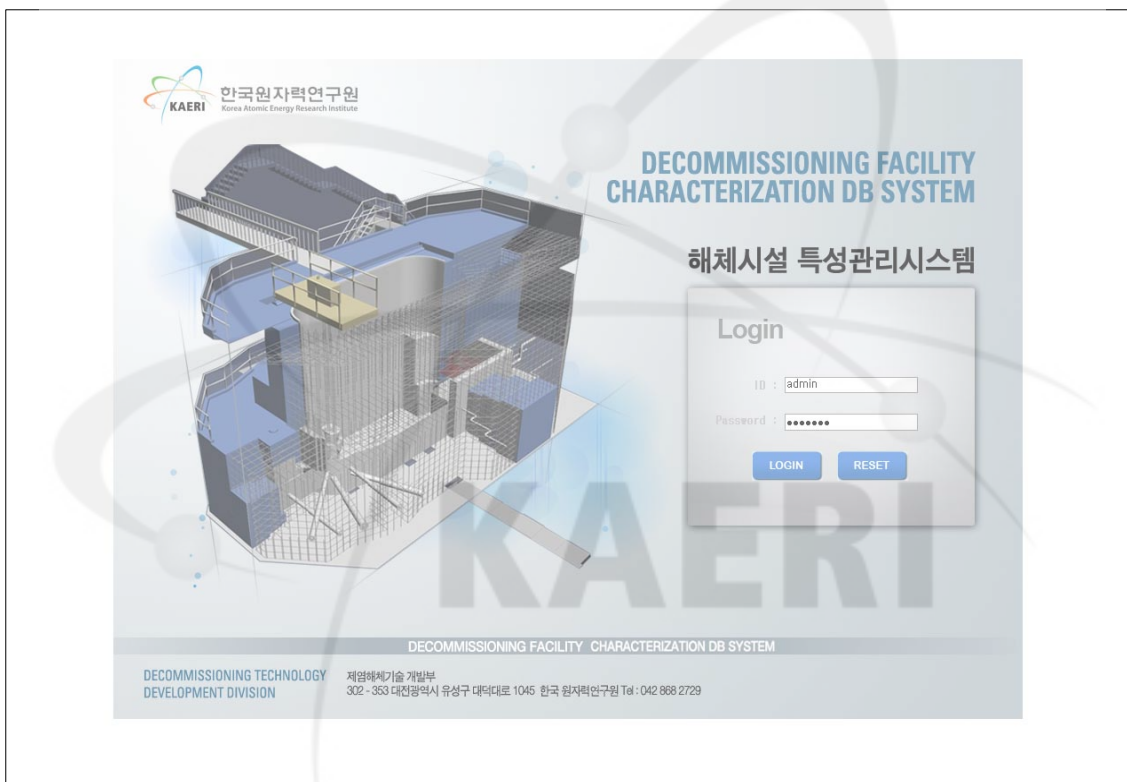 KAERI
한국원자력연구원
Korea Atomic Energy Research Institute
DECOMMISSIONING FACILITY
CHARACTERIZATION DB SYSTEM
해체시설 특성관리시스템
Login
ID : admin
Password : •••••••
LOGIN RESET
KAERI
DECOMMISSIONING FACILITY CHARACTERIZATION DB SYSTEM
DECOMMISSIONING TECHNOLOGY
DEVELOPMENT DIVISION
제염해체기술 개발부
302 - 353 대전광역시 유성구 대덕대로 1045 한국 원자력연구원 Tel : 042 868 2729